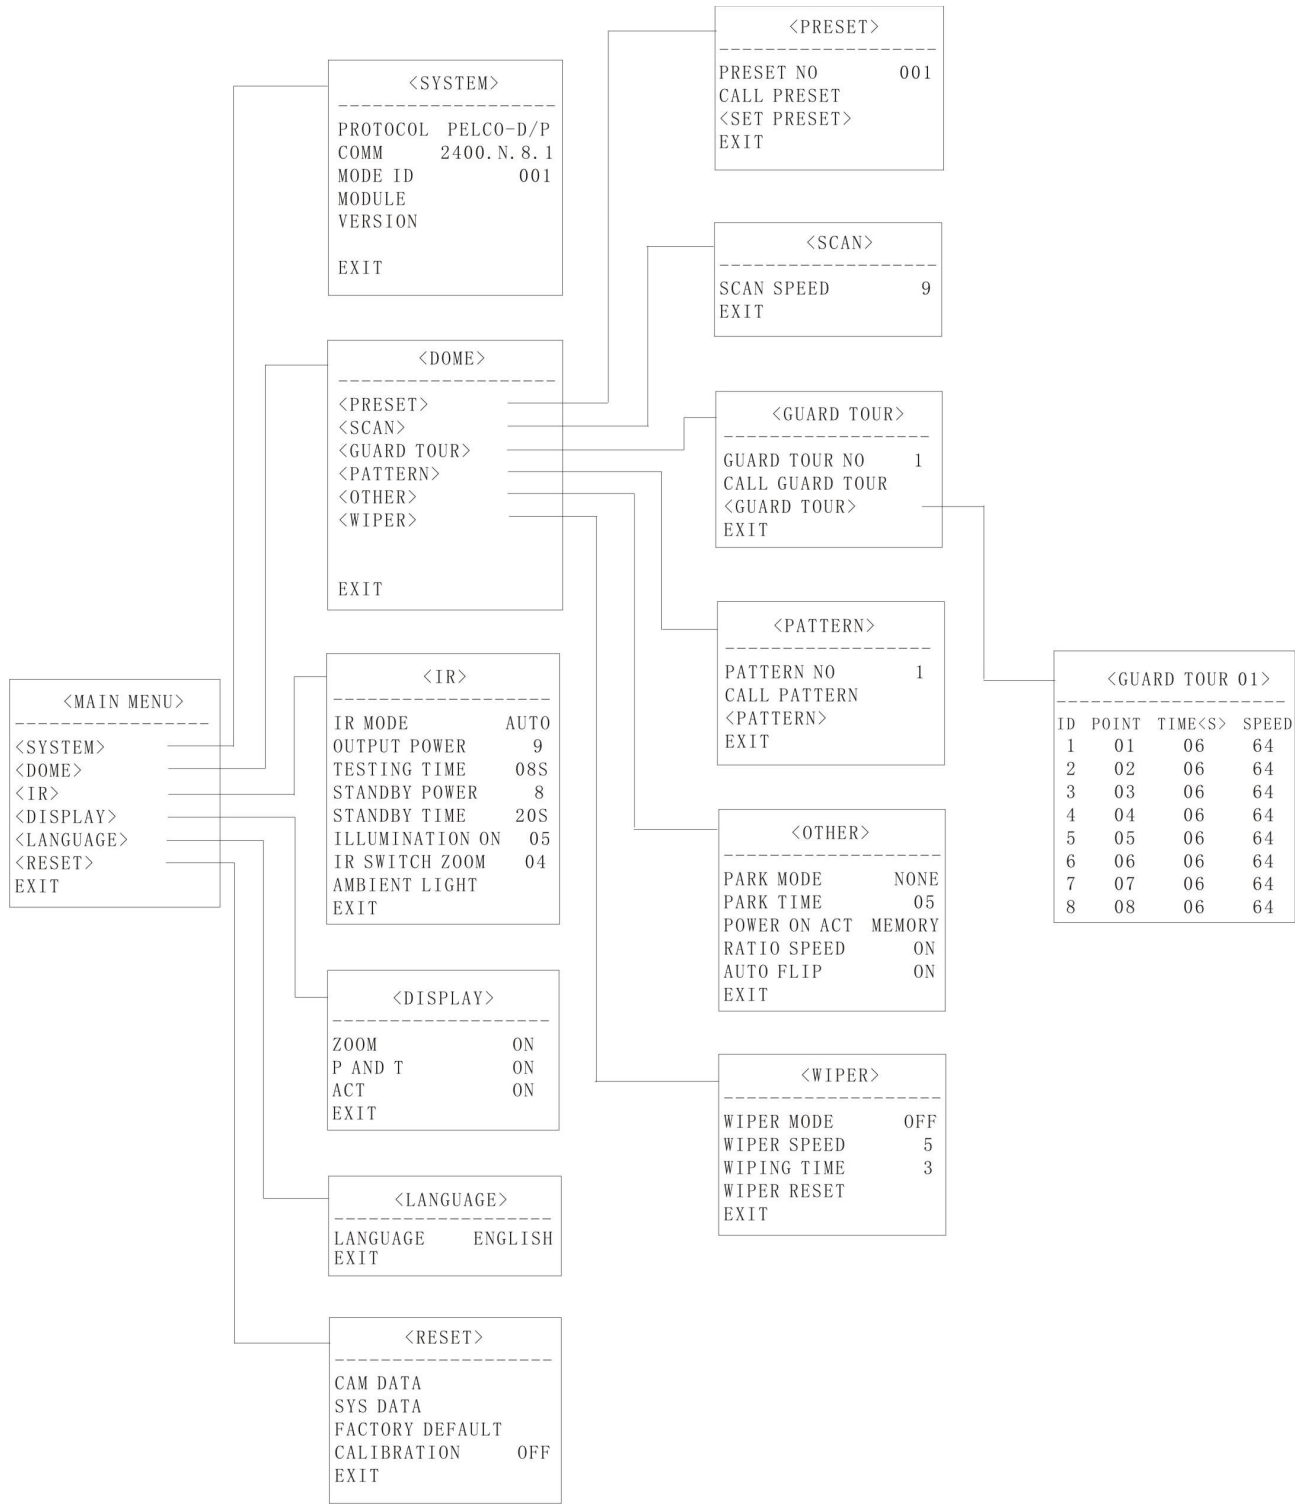 <MAIN MENU>
<SYSTEM>
<DOME>
<IR>
<DISPLAY>
<LANGUAGE>
<RESET>
EXIT
<SYSTEM>
PROTOCOL PELCO-D/P
COMM 2400.N.8.1
MODE ID 001
MODULE
VERSION
EXIT
<DOME>
<PRESET>
<SCAN>
<GUARD TOUR>
<PATTERN>
<OTHER>
<WIPER>
EXIT
<IR>
IR MODE AUTO
OUTPUT POWER 9
TESTING TIME 08S
STANDBY POWER 8
STANDBY TIME 20S
ILLUMINATION ON 05
IR SWITCH ZOOM 04
AMBIENT LIGHT
EXIT
<DISPLAY>
ZOOM ON
P AND T ON
ACT ON
EXIT
<LANGUAGE>
LANGUAGE ENGLISH
EXIT
<RESET>
CAM DATA
SYS DATA
FACTORY DEFAULT
CALIBRATION OFF
EXIT
<PRESET>
PRESET NO 001
CALL PRESET
<SET PRESET>
EXIT
<SCAN>
SCAN SPEED 9
EXIT
<GUARD TOUR>
GUARD TOUR NO 1
CALL GUARD TOUR
<GUARD TOUR>
EXIT
<PATTERN>
PATTERN NO 1
CALL PATTERN
<PATTERN>
EXIT
<OTHER>
PARK MODE NONE
PARK TIME 05
POWER ON ACT MEMORY
RATIO SPEED ON
AUTO FLIP ON
EXIT
<WIPER>
WIPER MODE OFF
WIPER SPEED 5
WIPING TIME 3
WIPER RESET
EXIT
<GUARD TOUR 01>
ID POINT TIME<S> SPEED
1 01 06 64
2 02 06 64
3 03 06 64
4 04 06 64
5 05 06 64
6 06 06 64
7 07 06 64
8 08 06 64